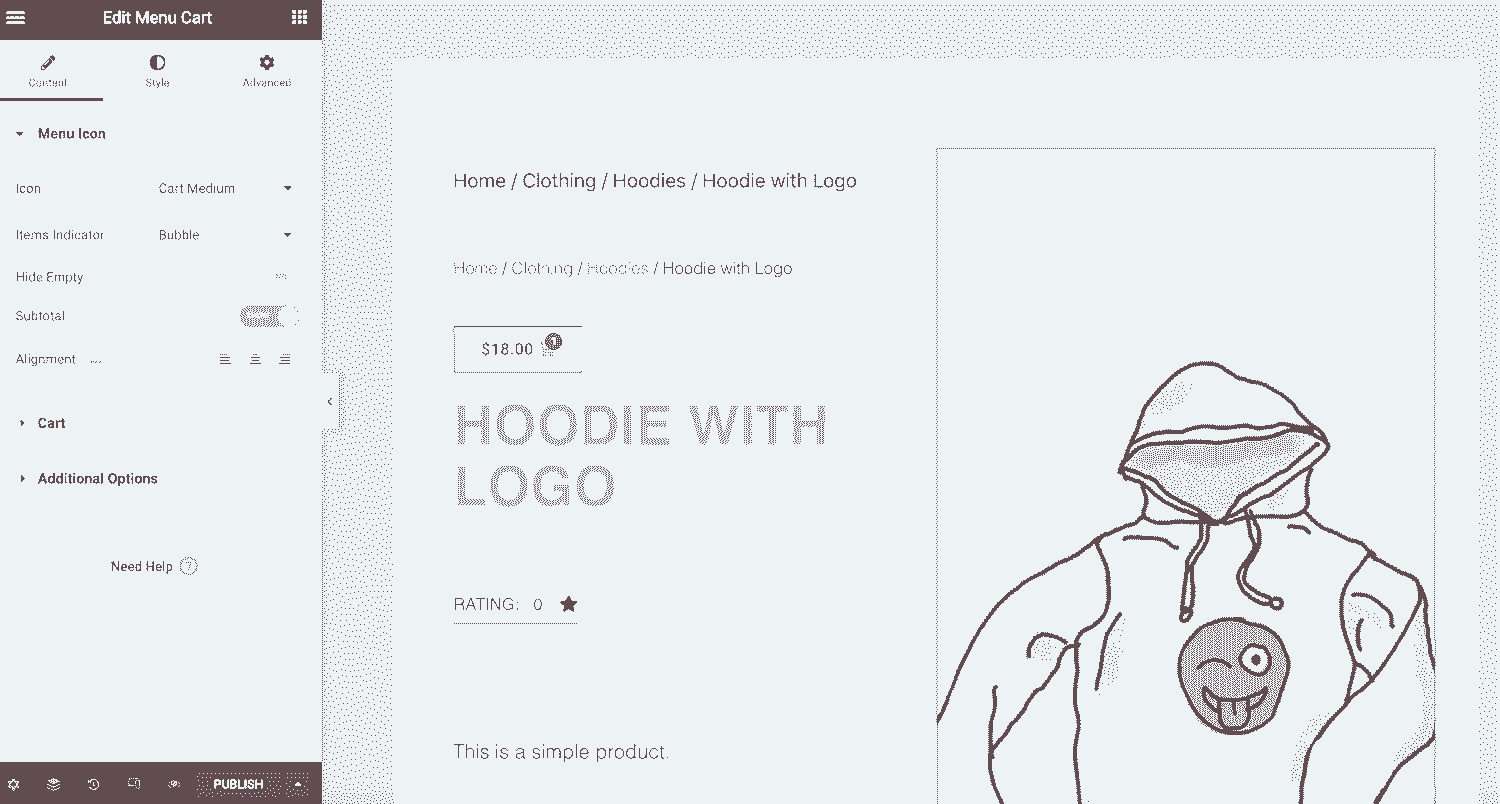 Edit Menu Cart
Content
Style
Advanced
Menu Icon
Icon
Cart Medium
Items Indicator
Bubble
Hide Empty
Subtotal
Alignment
Cart
Additional Options
Need Help ?
PUBLISH
Home / Clothing / Hoodies / Hoodie with Logo
Home / Clothing / Hoodies / Hoodie with Logo
$18.00
HOODIE WITH
LOGO
RATING: 0
This is a simple product.